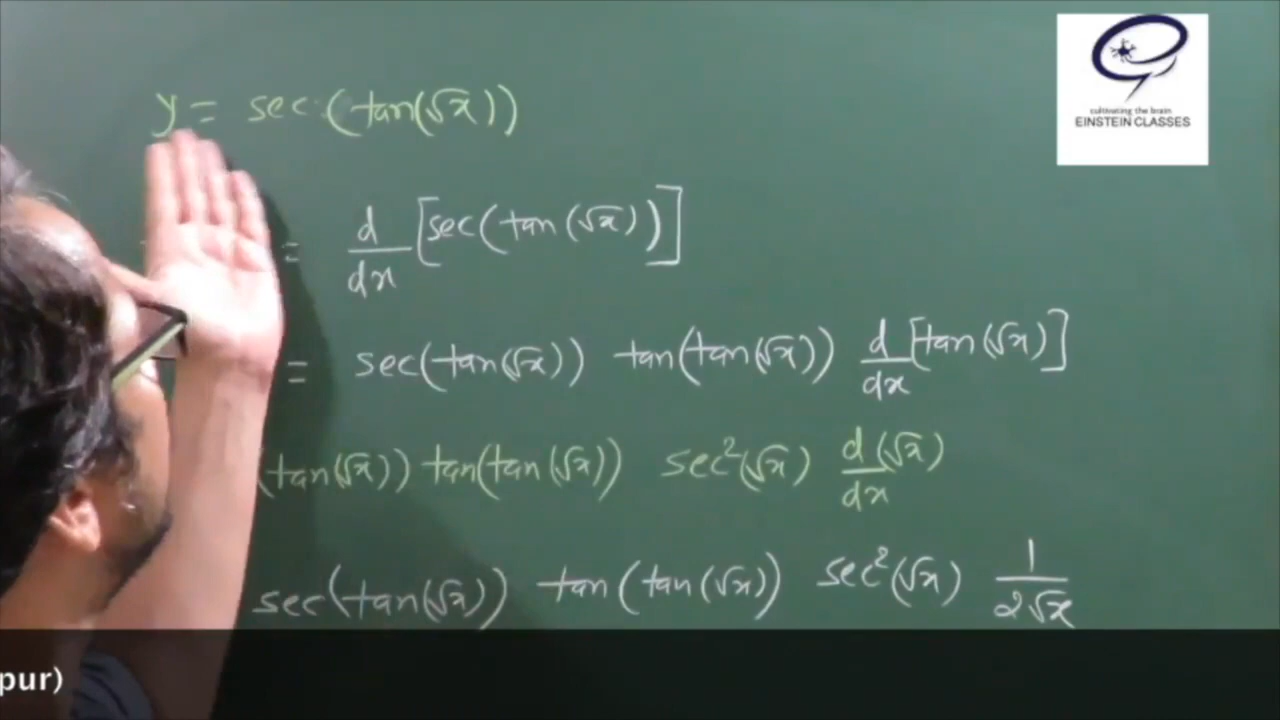 y = sec (tan(√x))
cultivating the brain
EINSTEIN CLASSES
= d/dx [sec(tan(√x))]
= sec(tan(√x)) tan(tan(√x)) d/dx [tan(√x)]
(tan(√x)) tan(tan(√x)) sec²(√x) d/dx (√x)
sec(tan(√x)) tan(tan(√x)) sec²(√x) 1/2√x
pur)